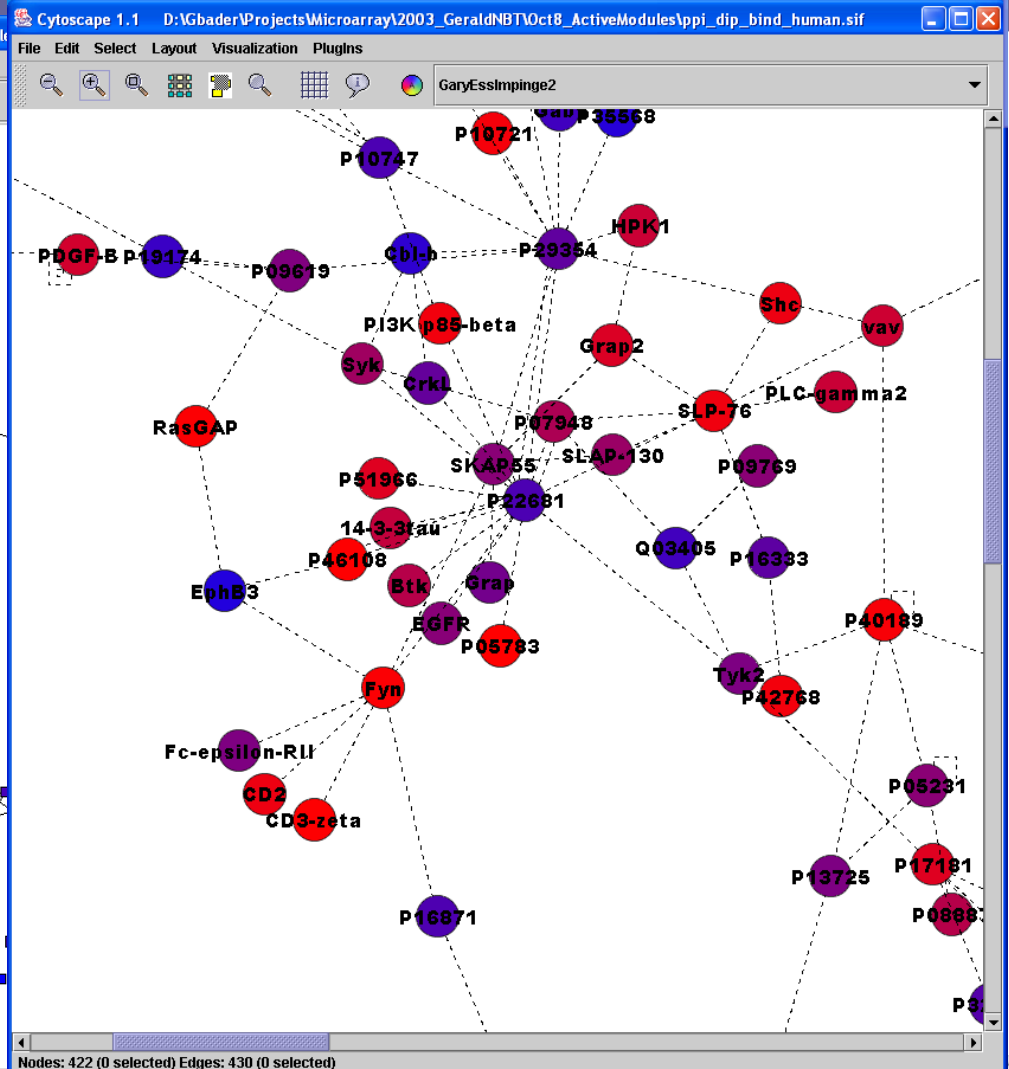 Cytoscape 1.1 D:\Gbader\Projects\Microarray\2003_GeraldNBT\Oct8_ActiveModules\ppi_dip_bind_human.sif
File Edit Select Layout Visualization PlugIns
GaryEssImpinge2
P35568
P10721
P10747
HPK1
P29354
Cbl-b
PDGF-B
P19174
P09619
Shc
PI3K p85-beta
vav
Grap2
Syk
CrkL
PLC-gamma2
SLP-76
P07948
RasGAP
SLAP-130
SKAP55
P09769
P51966
P22681
14-3-3tau
Q03405
P46108
P16333
Btk
Grap
EphB3
EGFR
P40189
P05783
Tyk2
Fyn
P42768
Fc-epsilon-RII
P05231
CD2
CD3-zeta
P17181
P13725
P16871
Nodes: 422 (0 selected) Edges: 430 (0 selected)